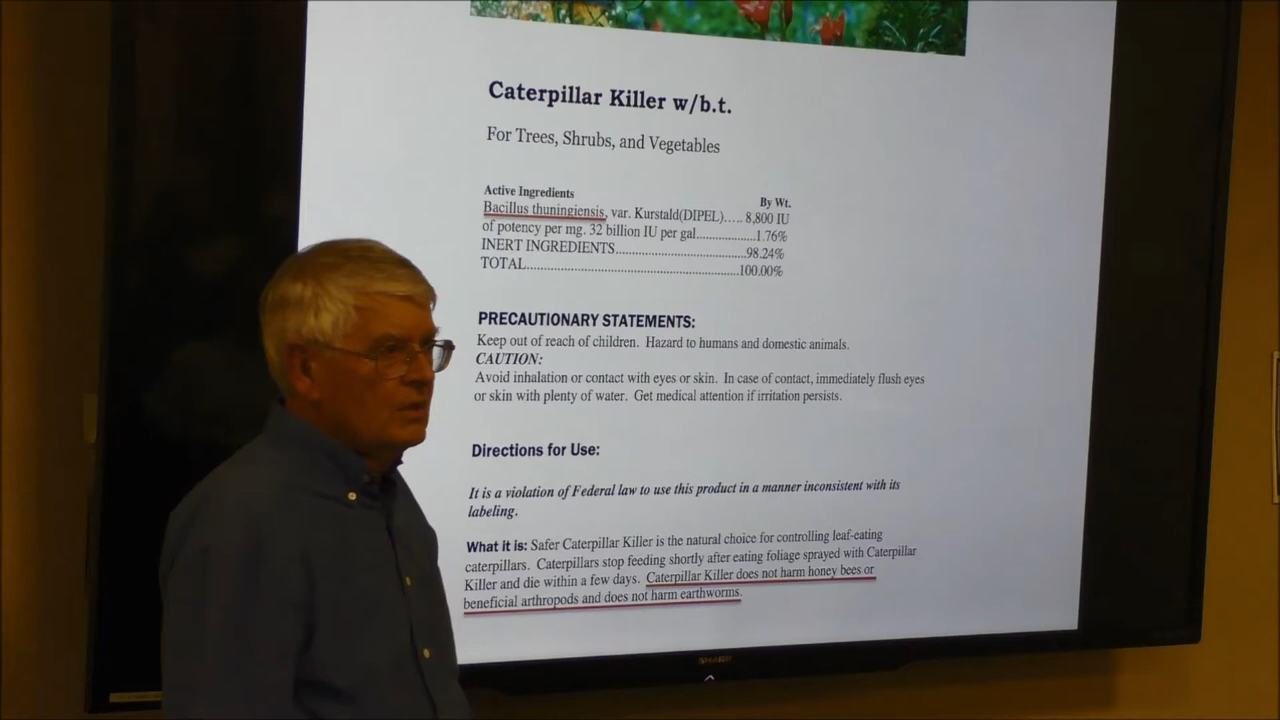 Caterpillar Killer w/b.t.
For Trees, Shrubs, and Vegetables
Active Ingredients By Wt.
Bacillus thuningiensis, var. Kurstald(DIPEL)..... 8,800 IU
of potency per mg. 32 billion IU per gal..................1.76%
INERT INGREDIENTS........................................98.24%
TOTAL.................................................................100.00%
PRECAUTIONARY STATEMENTS:
Keep out of reach of children. Hazard to humans and domestic animals.
CAUTION:
Avoid inhalation or contact with eyes or skin. In case of contact, immediately flush eyes
or skin with plenty of water. Get medical attention if irritation persists.
Directions for Use:
It is a violation of Federal law to use this product in a manner inconsistent with its
labeling.
What it is: Safer Caterpillar Killer is the natural choice for controlling leaf-eating
caterpillars. Caterpillars stop feeding shortly after eating foliage sprayed with Caterpillar
Killer and die within a few days. Caterpillar Killer does not harm honey bees or
beneficial arthropods and does not harm earthworms.
SHARP